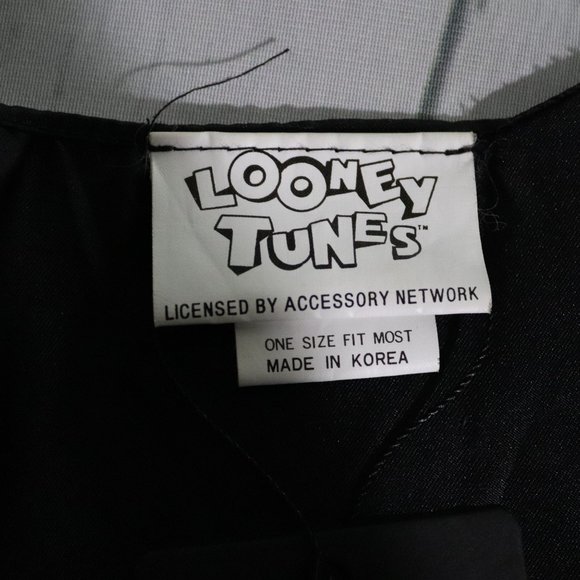 LOONEY
TUNES™
LICENSED BY ACCESSORY NETWORK
ONE SIZE FIT MOST
MADE IN KOREA